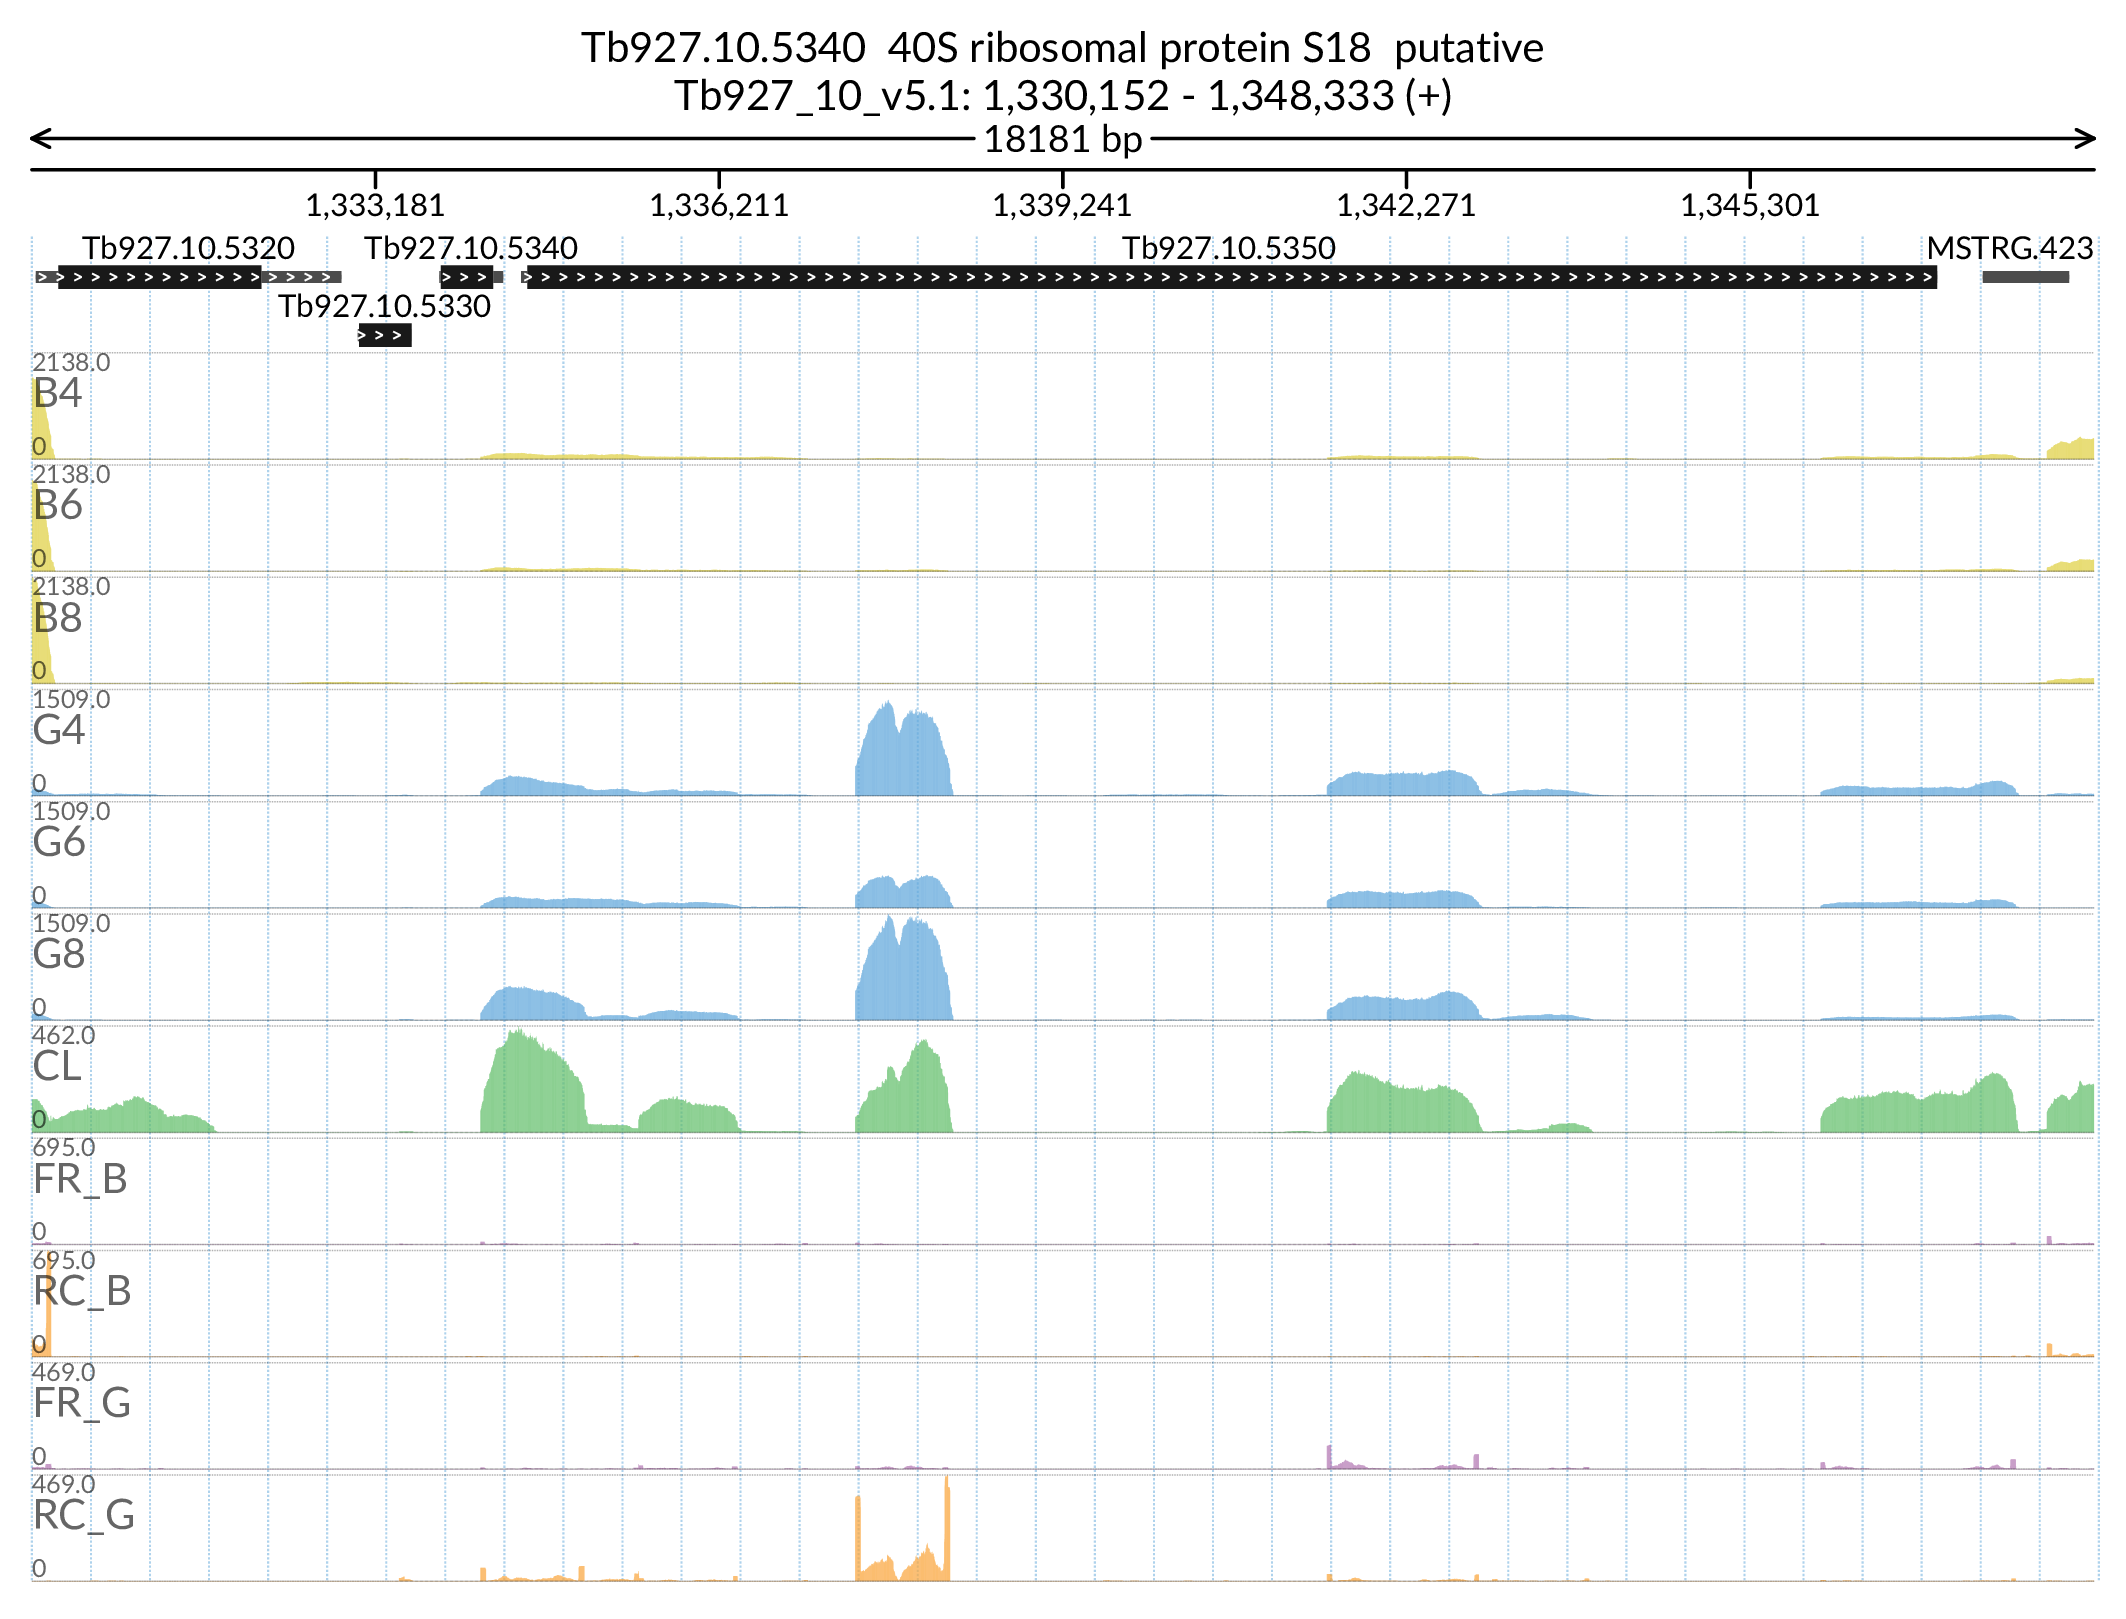 Tb927.10.5340  40S ribosomal protein S18  putative
Tb927_10_v5.1: 1,330,152 - 1,348,333 (+)
18181 bp
1,333,181 1,336,211 1,339,241 1,342,271 1,345,301
Tb927.10.5320 Tb927.10.5340 Tb927.10.5350 MSTRG.423
Tb927.10.5330
2138.0
B4
0
2138.0
B6
0
2138.0
B8
0
1509.0
G4
0
1509.0
G6
0
1509.0
G8
0
462.0
CL
0
695.0
FR_B
0
695.0
RC_B
0
469.0
FR_G
0
469.0
RC_G
0